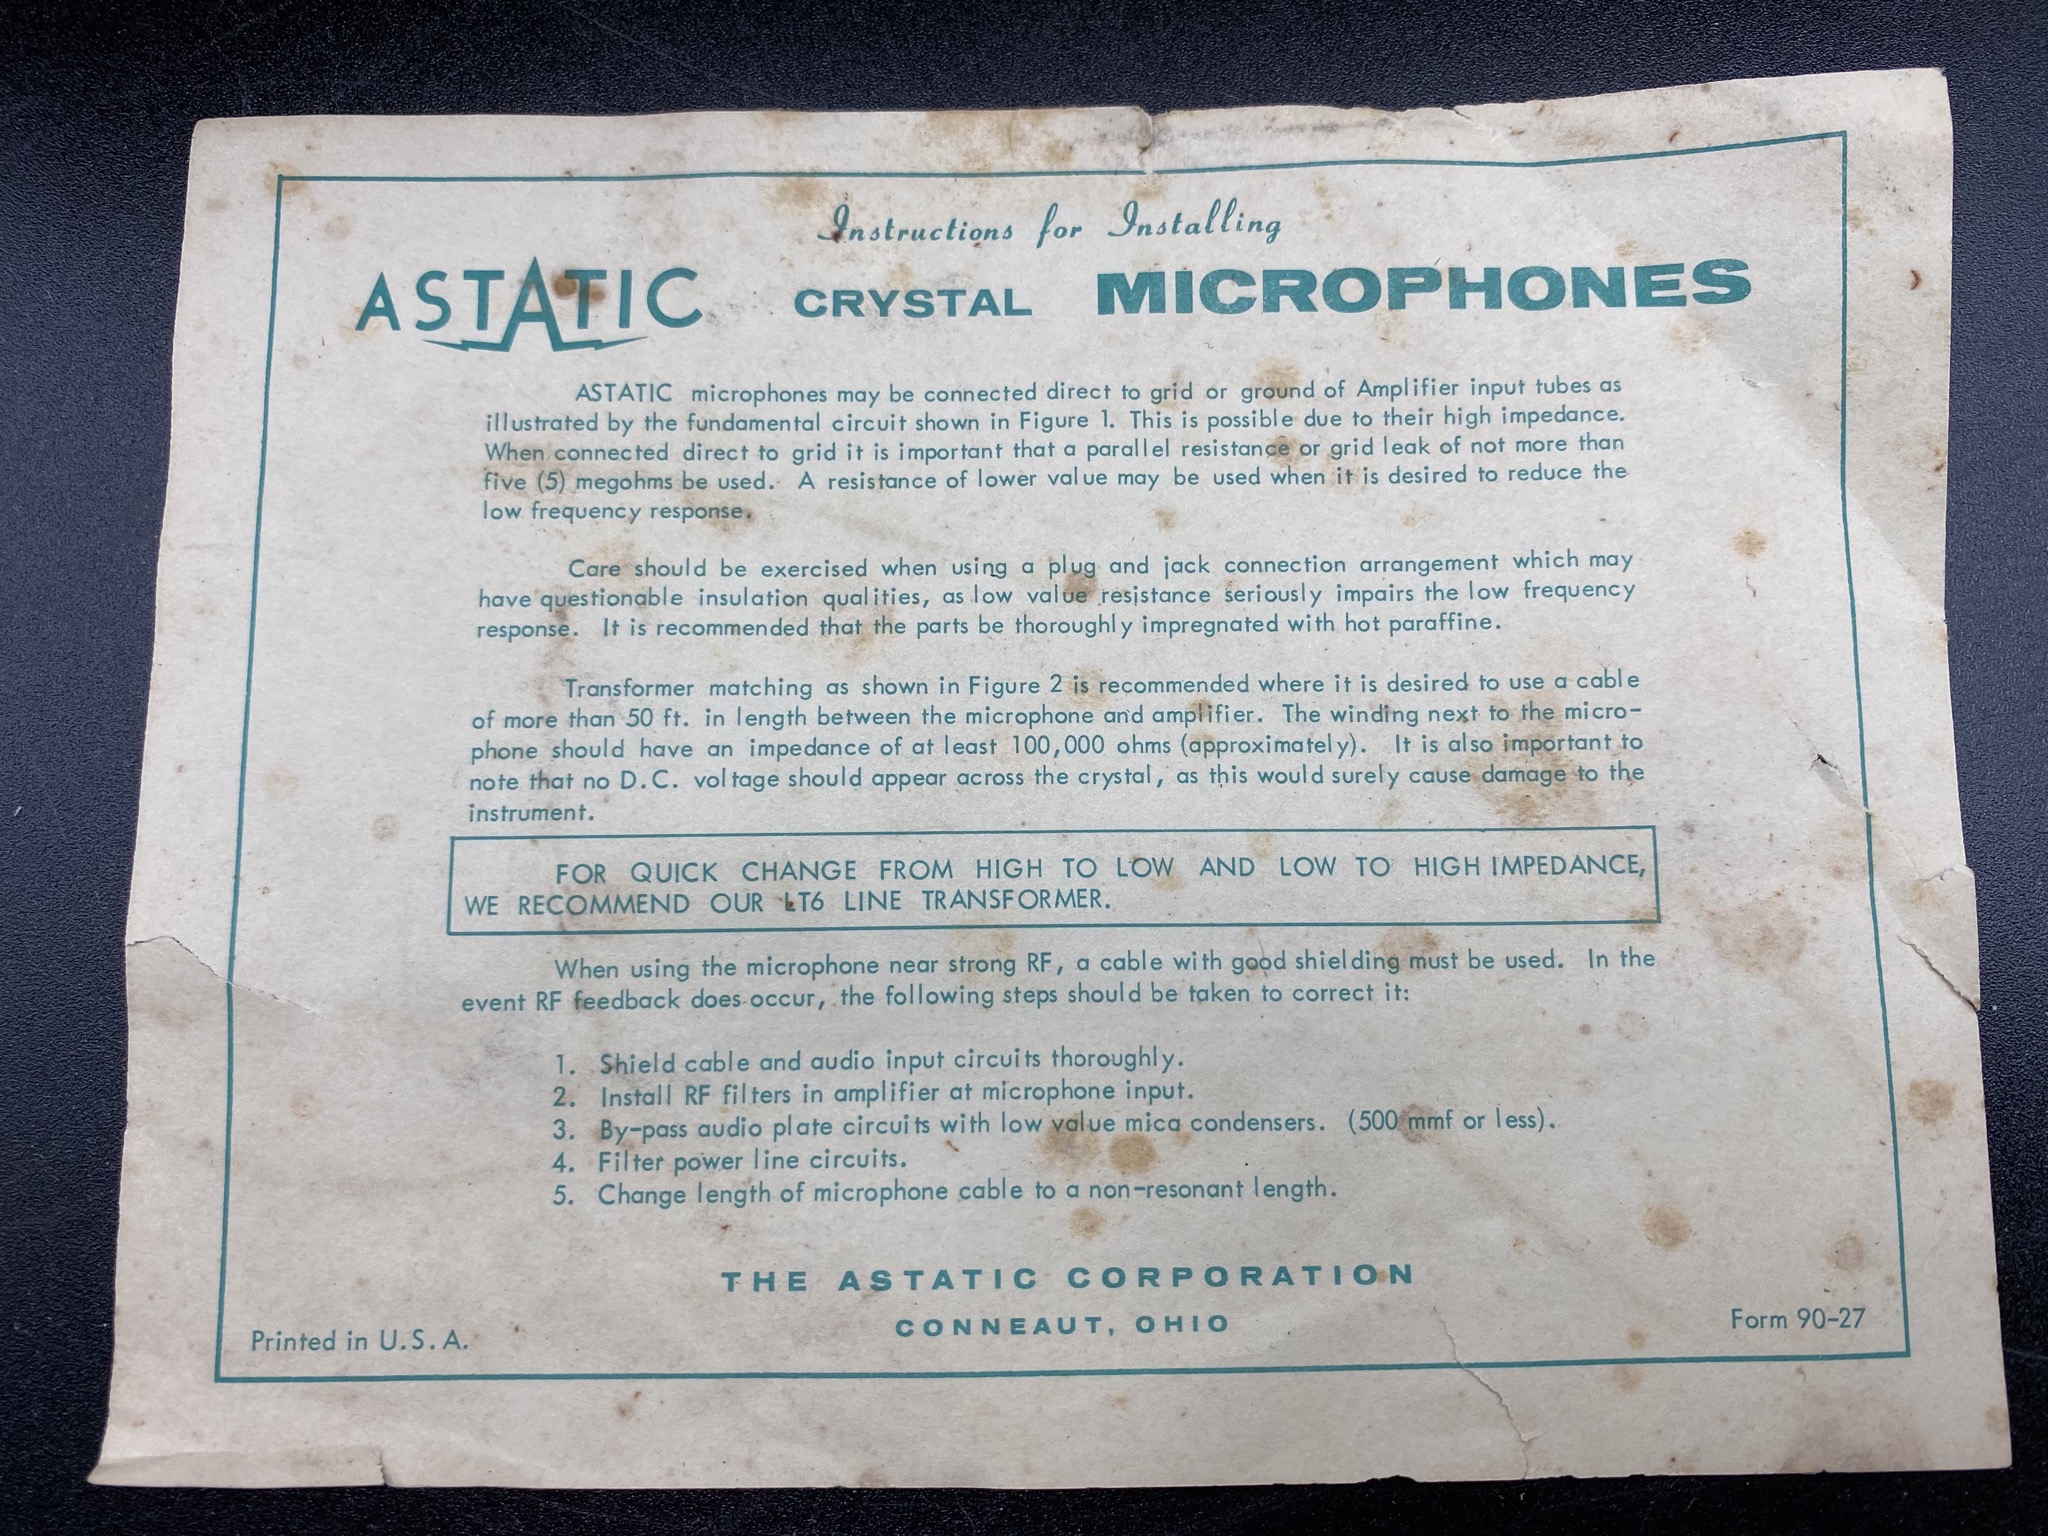 Instructions for Installing
ASTATIC CRYSTAL MICROPHONES
ASTATIC microphones may be connected direct to grid or ground of Amplifier input tubes as
illustrated by the fundamental circuit shown in Figure 1. This is possible due to their high impedance.
When connected direct to grid it is important that a parallel resistance or grid leak of not more than
five (5) megohms be used. A resistance of lower value may be used when it is desired to reduce the
low frequency response.
Care should be exercised when using a plug and jack connection arrangement which may
have questionable insulation qualities, as low value resistance seriously impairs the low frequency
response. It is recommended that the parts be thoroughly impregnated with hot paraffine.
Transformer matching as shown in Figure 2 is recommended where it is desired to use a cable
of more than 50 ft. in length between the microphone and amplifier. The winding next to the micro-
phone should have an impedance of at least 100,000 ohms (approximately). It is also important to
note that no D.C. voltage should appear across the crystal, as this would surely cause damage to the
instrument.
FOR QUICK CHANGE FROM HIGH TO LOW AND LOW TO HIGH IMPEDANCE,
WE RECOMMEND OUR LT6 LINE TRANSFORMER.
When using the microphone near strong RF, a cable with good shielding must be used. In the
event RF feedback does occur, the following steps should be taken to correct it:
1. Shield cable and audio input circuits thoroughly.
2. Install RF filters in amplifier at microphone input.
3. By-pass audio plate circuits with low value mica condensers. (500 mmf or less).
4. Filter power line circuits.
5. Change length of microphone cable to a non-resonant length.
THE ASTATIC CORPORATION
CONNEAUT, OHIO
Printed in U.S.A.
Form 90-27